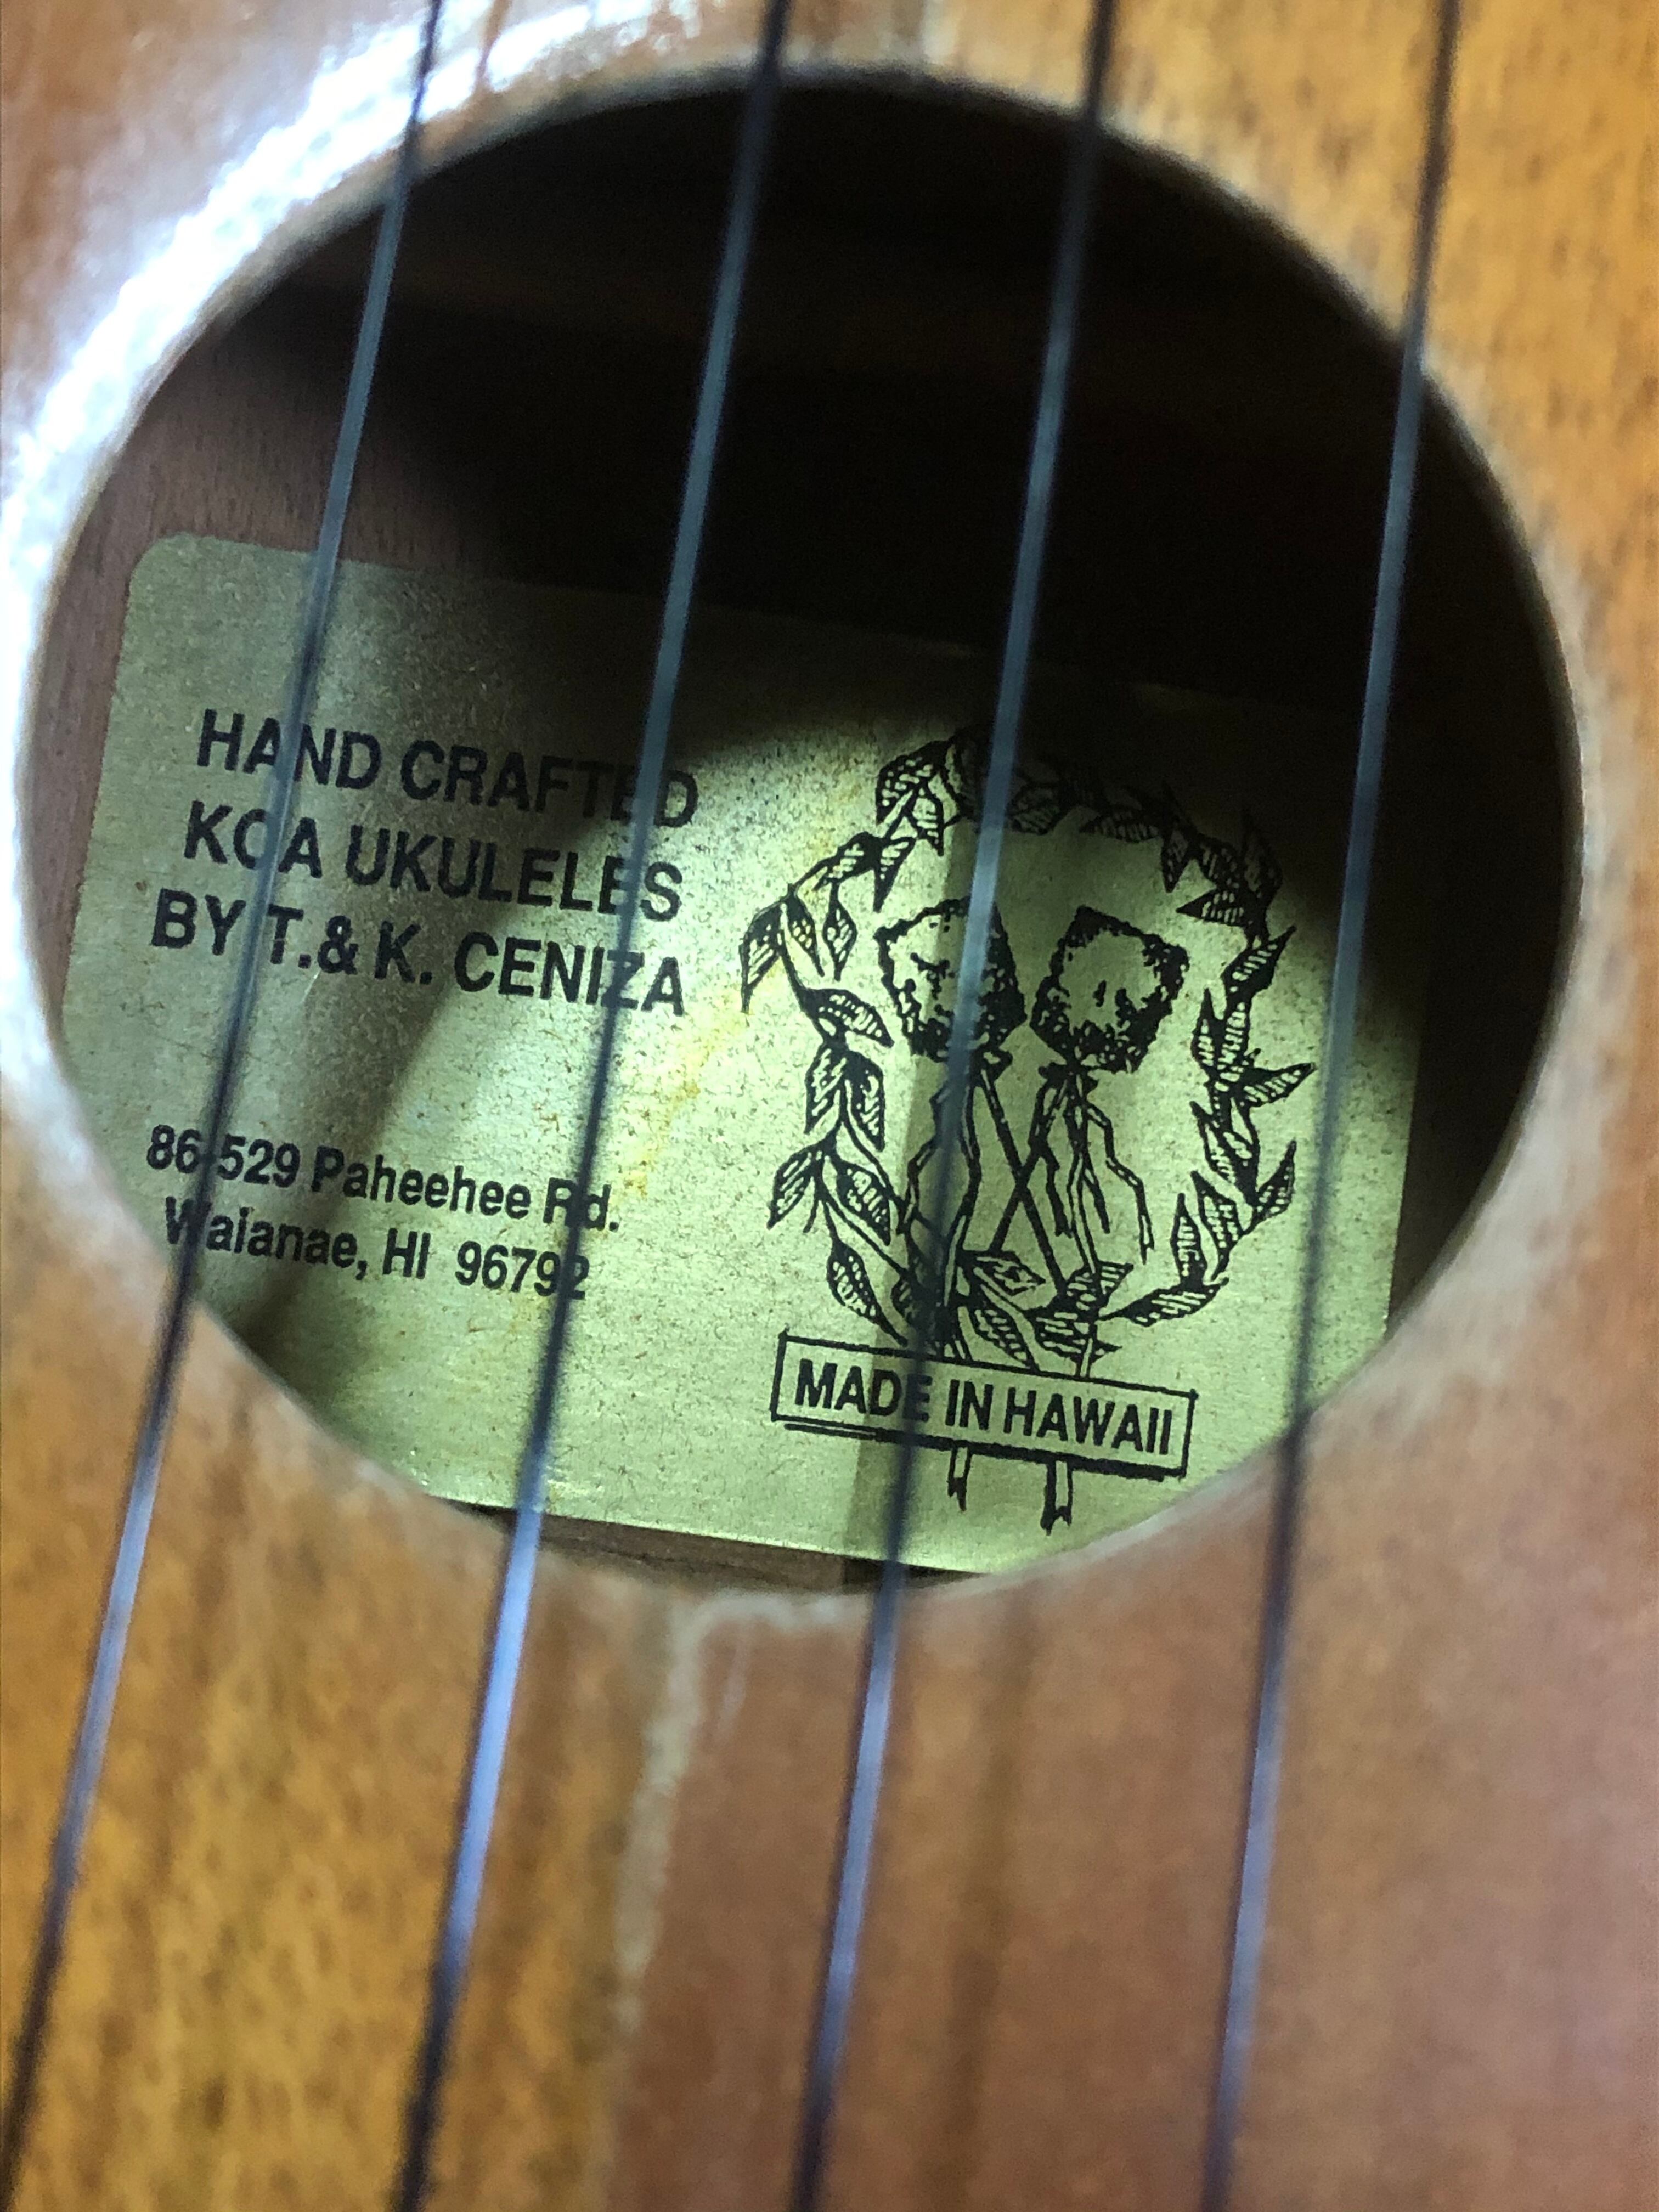 HAND CRAFTED
KOA UKULELES
BY T.& K. CENIZA
86-529 Paheehee Rd.
Waianae, HI 96792
MADE IN HAWAII